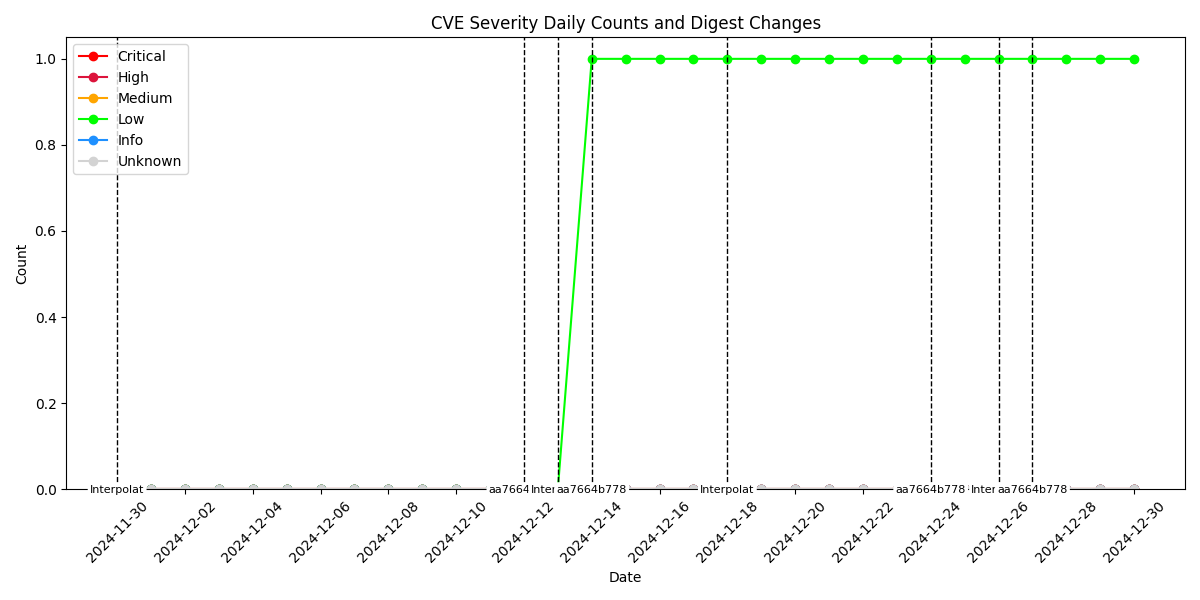 CVE Severity Daily Counts and Digest Changes
Critical
High
Medium
Low
Info
Unknown
1.0
0.8
0.6
0.4
0.2
0.0
Count
Interpolat
aa7664
Inter
aa7664b778
Interpolat
aa7664b778
Inter
aa7664b778
2024-11-30
2024-12-02
2024-12-04
2024-12-06
2024-12-08
2024-12-10
2024-12-12
2024-12-14
2024-12-16
2024-12-18
2024-12-20
2024-12-22
2024-12-24
2024-12-26
2024-12-28
2024-12-30
Date